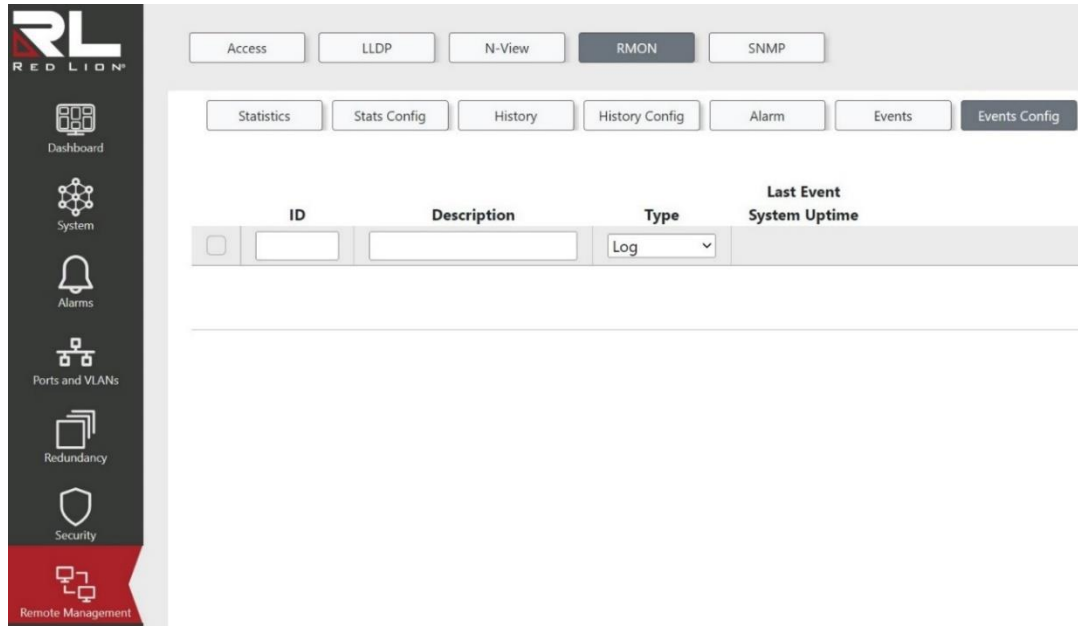 RL
RED LION®
Access LLDP N-View RMON SNMP
Statistics Stats Config History History Config Alarm Events Events Config
Dashboard
System
Alarms
Ports and VLANs
Redundancy
Security
Remote Management
Last Event
ID Description Type System Uptime
Log